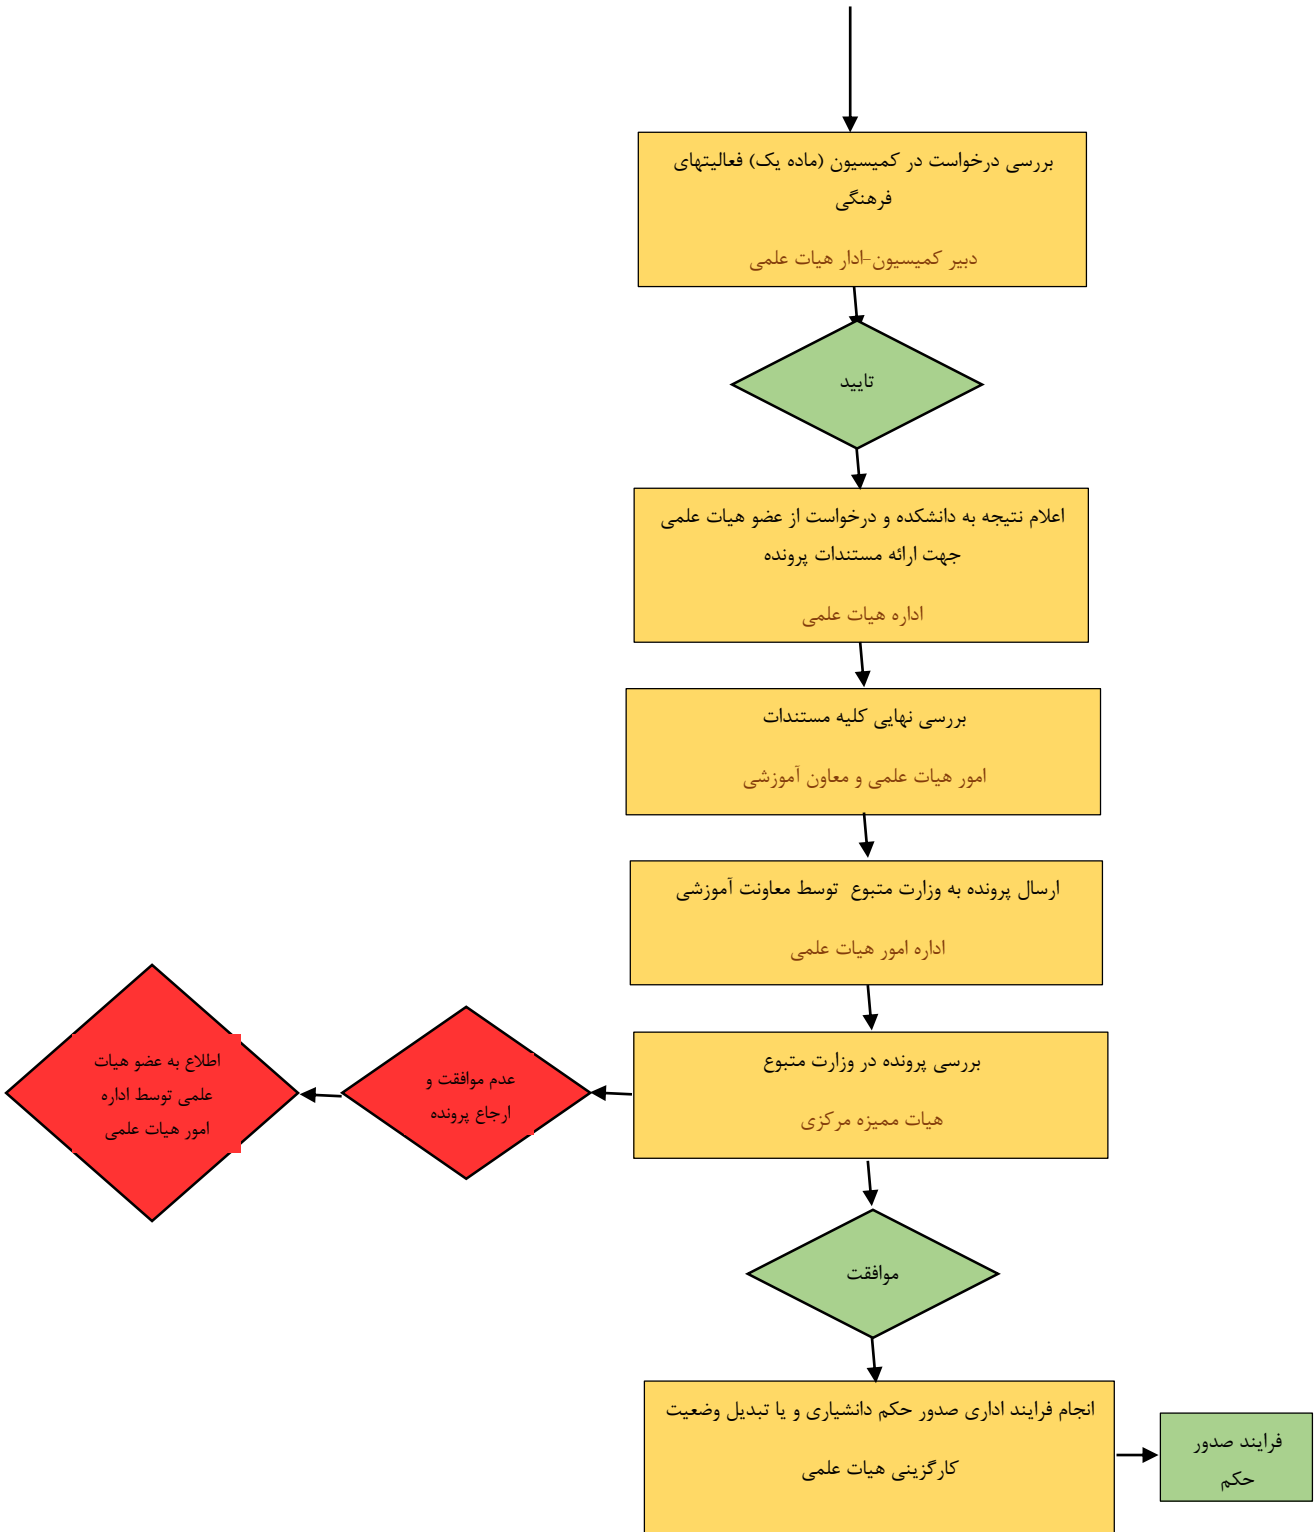 بررسی درخواست در کمیسیون (ماده یک) فعالیتهای
فرهنگی
دبیر کمیسیون-ادار هیات علمی
تایید
اعلام نتیجه به دانشکده و درخواست از عضو هیات علمی
جهت ارائه مستندات پرونده
اداره هیات علمی
بررسی نهایی کلیه مستندات
امور هیات علمی و معاون آموزشی
ارسال پرونده به وزارت متبوع توسط معاونت آموزشی
اداره امور هیات علمی
بررسی پرونده در وزارت متبوع
هیات ممیزه مرکزی
عدم موافقت و
ارجاع پرونده
اطلاع به عضو هیات
علمی توسط اداره
امور هیات علمی
موافقت
انجام فرایند اداری صدور حکم دانشیاری و یا تبدیل وضعیت
کارگزینی هیات علمی
فرایند صدور
حکم